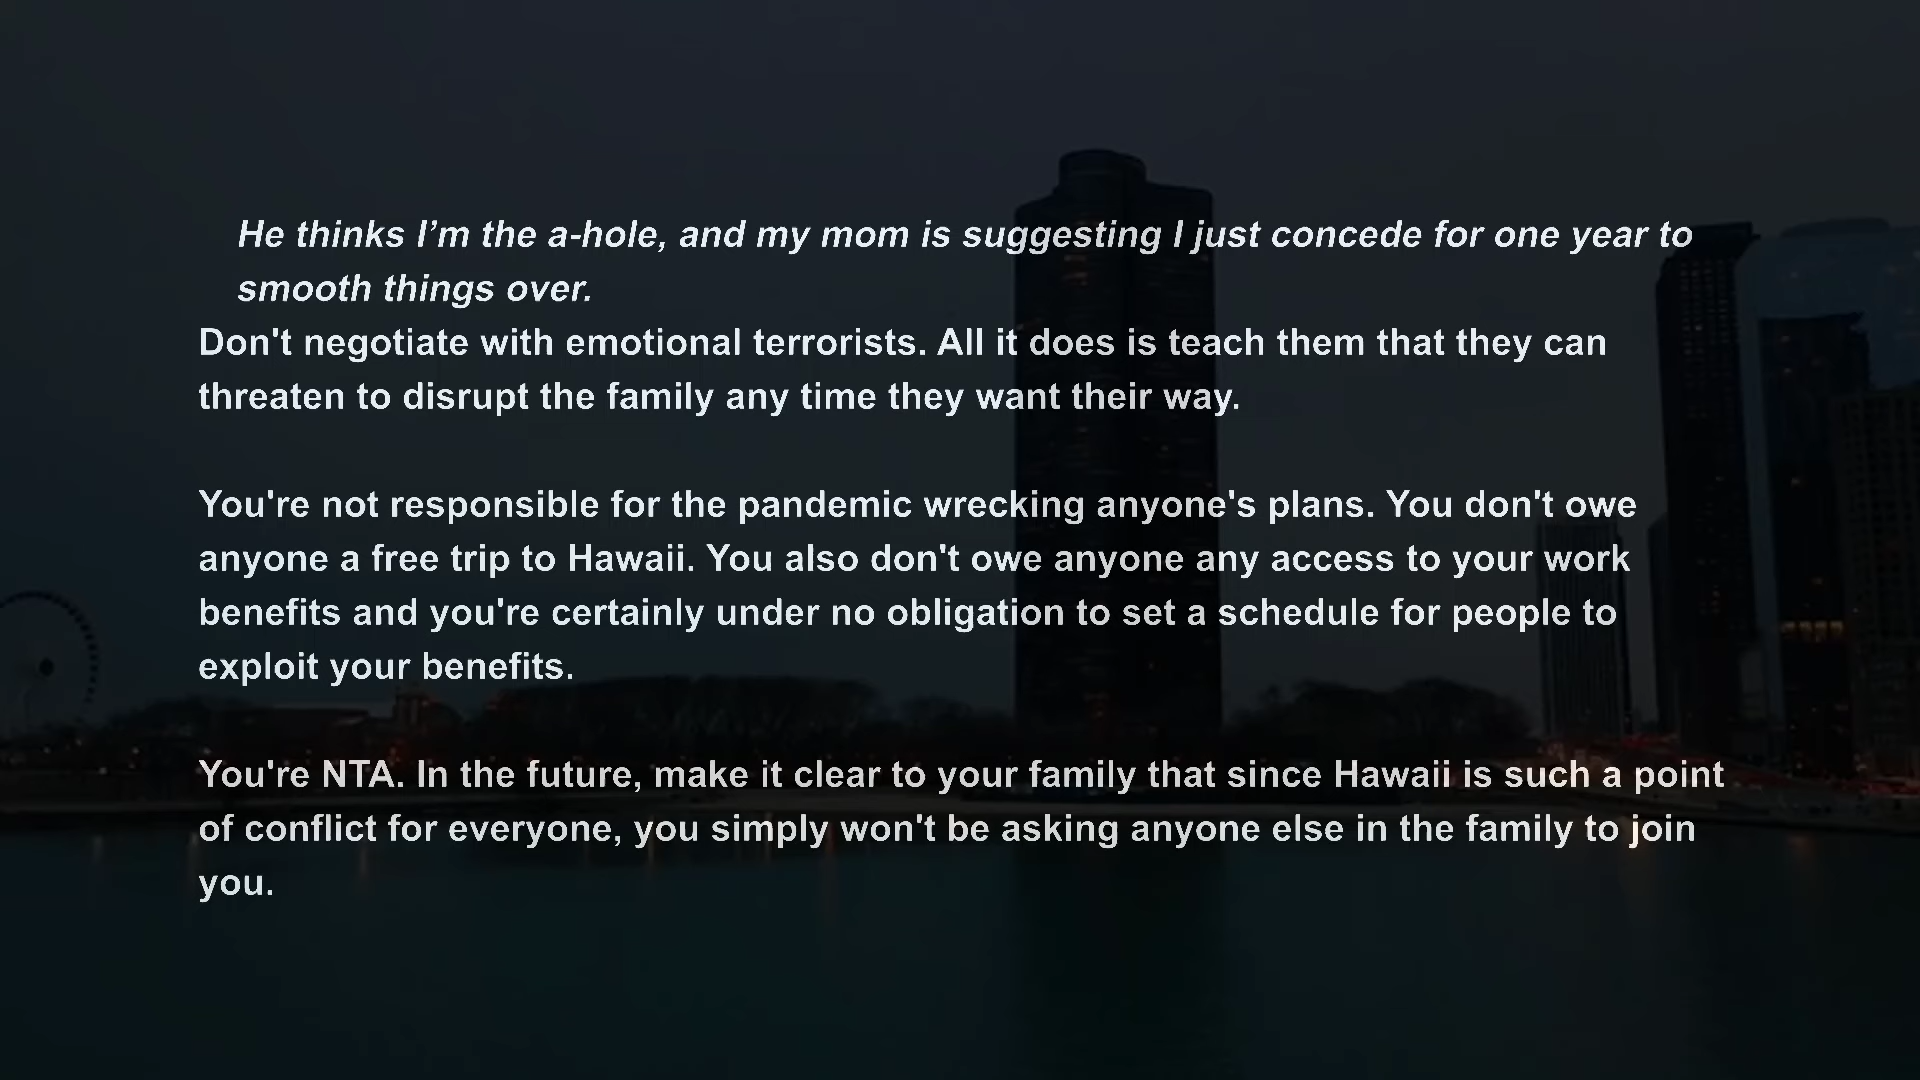 He thinks I’m the a-hole, and my mom is suggesting I just concede for one year to
smooth things over.
Don't negotiate with emotional terrorists. All it does is teach them that they can
threaten to disrupt the family any time they want their way.
You're not responsible for the pandemic wrecking anyone's plans. You don't owe
anyone a free trip to Hawaii. You also don't owe anyone any access to your work
benefits and you're certainly under no obligation to set a schedule for people to
exploit your benefits.
You're NTA. In the future, make it clear to your family that since Hawaii is such a point
of conflict for everyone, you simply won't be asking anyone else in the family to join
you.